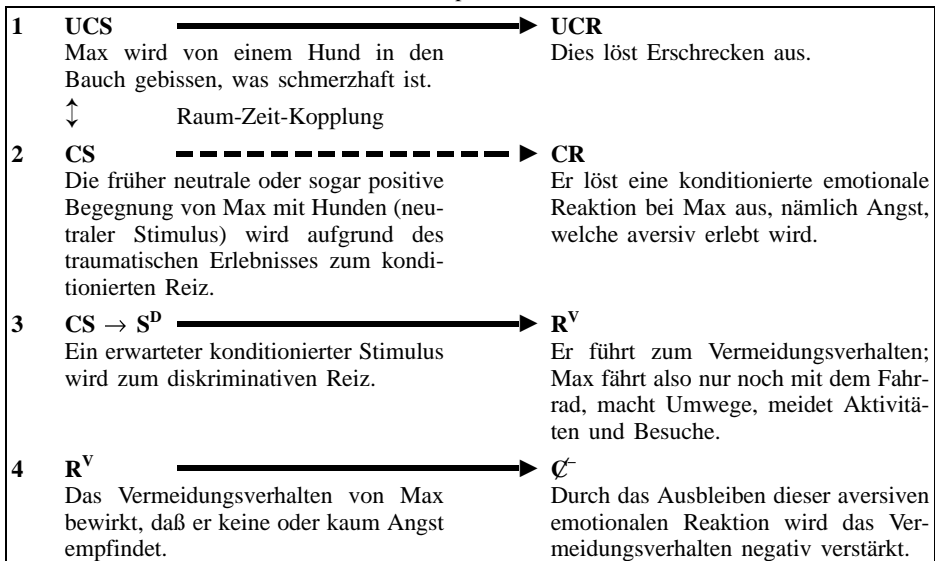 1 UCS UCR
Max wird von einem Hund in den Dies löst Erschrecken aus.
Bauch gebissen, was schmerzhaft ist.
↕ Raum-Zeit-Kopplung
2 CS CR
Die früher neutrale oder sogar positive Er löst eine konditionierte emotionale
Begegnung von Max mit Hunden (neu- Reaktion bei Max aus, nämlich Angst,
traler Stimulus) wird aufgrund des welche aversiv erlebt wird.
traumatischen Erlebnisses zum kondi-
tionierten Reiz.
3 CS → S^D R^V
Ein erwarteter konditionierter Stimulus Er führt zum Vermeidungsverhalten;
wird zum diskriminativen Reiz. Max fährt also nur noch mit dem Fahr-
rad, macht Umwege, meidet Aktivitä-
ten und Besuche.
4 R^V C̸^–
Das Vermeidungsverhalten von Max Durch das Ausbleiben dieser aversiven
bewirkt, daß er keine oder kaum Angst emotionalen Reaktion wird das Ver-
empfindet. meidungsverhalten negativ verstärkt.